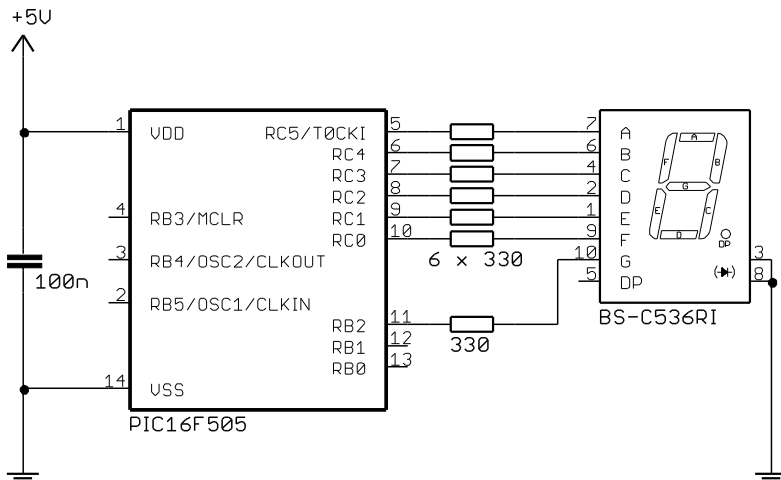 +5V
1 VDD RC5/T0CKI 5 7 A
RC4 6 6 B
RC3 7 4 C
RC2 8 2 D
4 RB3/MCLR RC1 9 1 E
RC0 10 9 F
3 RB4/OSC2/CLKOUT 6 x 330 10 G 3
100n 5 DP 8
2 RB5/OSC1/CLKIN
BS-C536RI
RB2 11
RB1 12 330
RB0 13
14 VSS
PIC16F505
A
F B
G
E C
D
DP